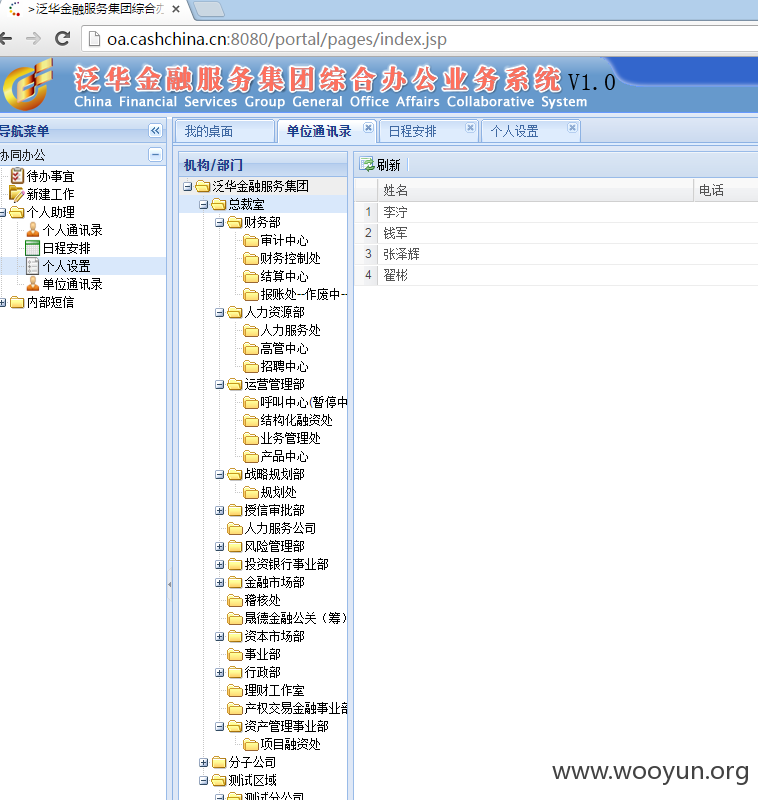 >泛华金融服务集团综合办
oa.cashchina.cn:8080/portal/pages/index.jsp
泛华金融服务集团综合办公业务系统 V1.0
China Financial Services Group General Office Affairs Collaborative System
导航菜单
协同办公
待办事宜
新建工作
个人助理
个人通讯录
日程安排
个人设置
单位通讯录
内部短信
我的桌面
单位通讯录
日程安排
个人设置
机构/部门
泛华金融服务集团
总裁室
财务部
审计中心
财务控制处
结算中心
报账处--作废中--
人力资源部
人力服务处
高管中心
招聘中心
运营管理部
呼叫中心(暂停中
结构化融资处
业务管理处
产品中心
战略规划部
规划处
授信审批部
人力服务公司
风险管理部
投资银行事业部
金融市场部
稽核处
晟德金融公关（筹）
资本市场部
事业部
行政部
理财工作室
产权交易金融事业部
资产管理事业部
项目融资处
分子公司
测试区域
测试分公司
刷新
姓名 电话
1 李泞
2 钱军
3 张泽辉
4 翟彬
www.wooyun.org